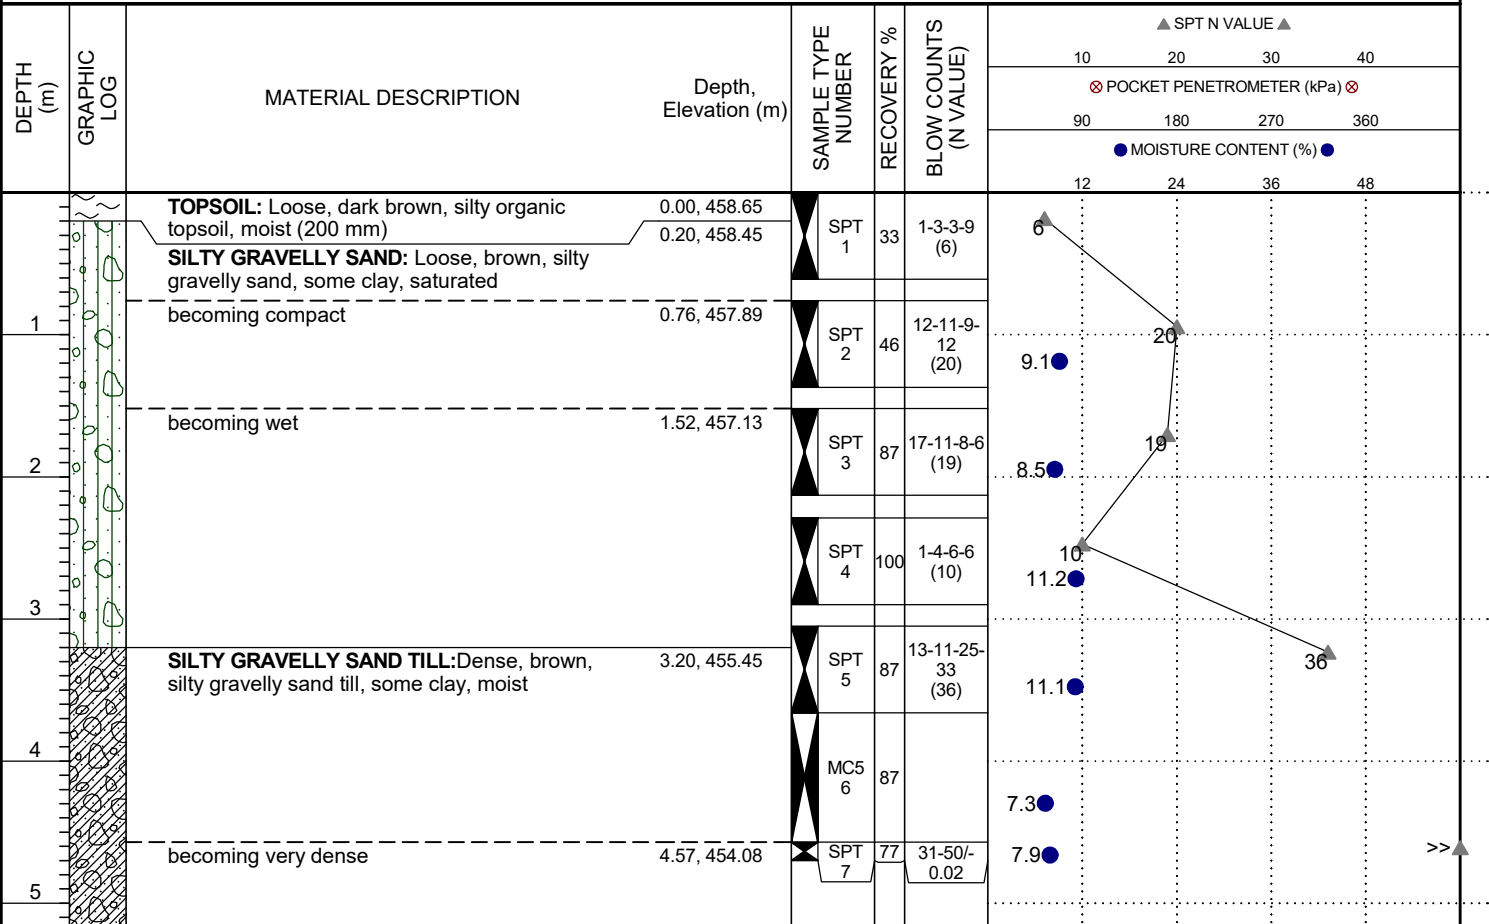 DEPTH
(m)
GRAPHIC
LOG
MATERIAL DESCRIPTION
Depth,
Elevation (m)
SAMPLE TYPE
NUMBER
RECOVERY %
BLOW COUNTS
(N VALUE)
SPT N VALUE
10 20 30 40
POCKET PENETROMETER (kPa)
90 180 270 360
MOISTURE CONTENT (%)
12 24 36 48
TOPSOIL: Loose, dark brown, silty organic
topsoil, moist (200 mm)
0.00, 458.65
0.20, 458.45
SILTY GRAVELLY SAND: Loose, brown, silty
gravelly sand, some clay, saturated
SPT
1
33
1-3-3-9
(6)
6
1
becoming compact
0.76, 457.89
SPT
2
46
12-11-9-
12
(20)
20
9.1
becoming wet
1.52, 457.13
SPT
3
87
17-11-8-6
(19)
19
2
8.5
SPT
4
100
1-4-6-6
(10)
10
11.2
3
SILTY GRAVELLY SAND TILL:Dense, brown,
silty gravelly sand till, some clay, moist
3.20, 455.45
SPT
5
87
13-11-25-
33
(36)
36
11.1
4
MC5
6
87
7.3
becoming very dense
4.57, 454.08
SPT
7
77
31-50/-
0.02
7.9
>>
5